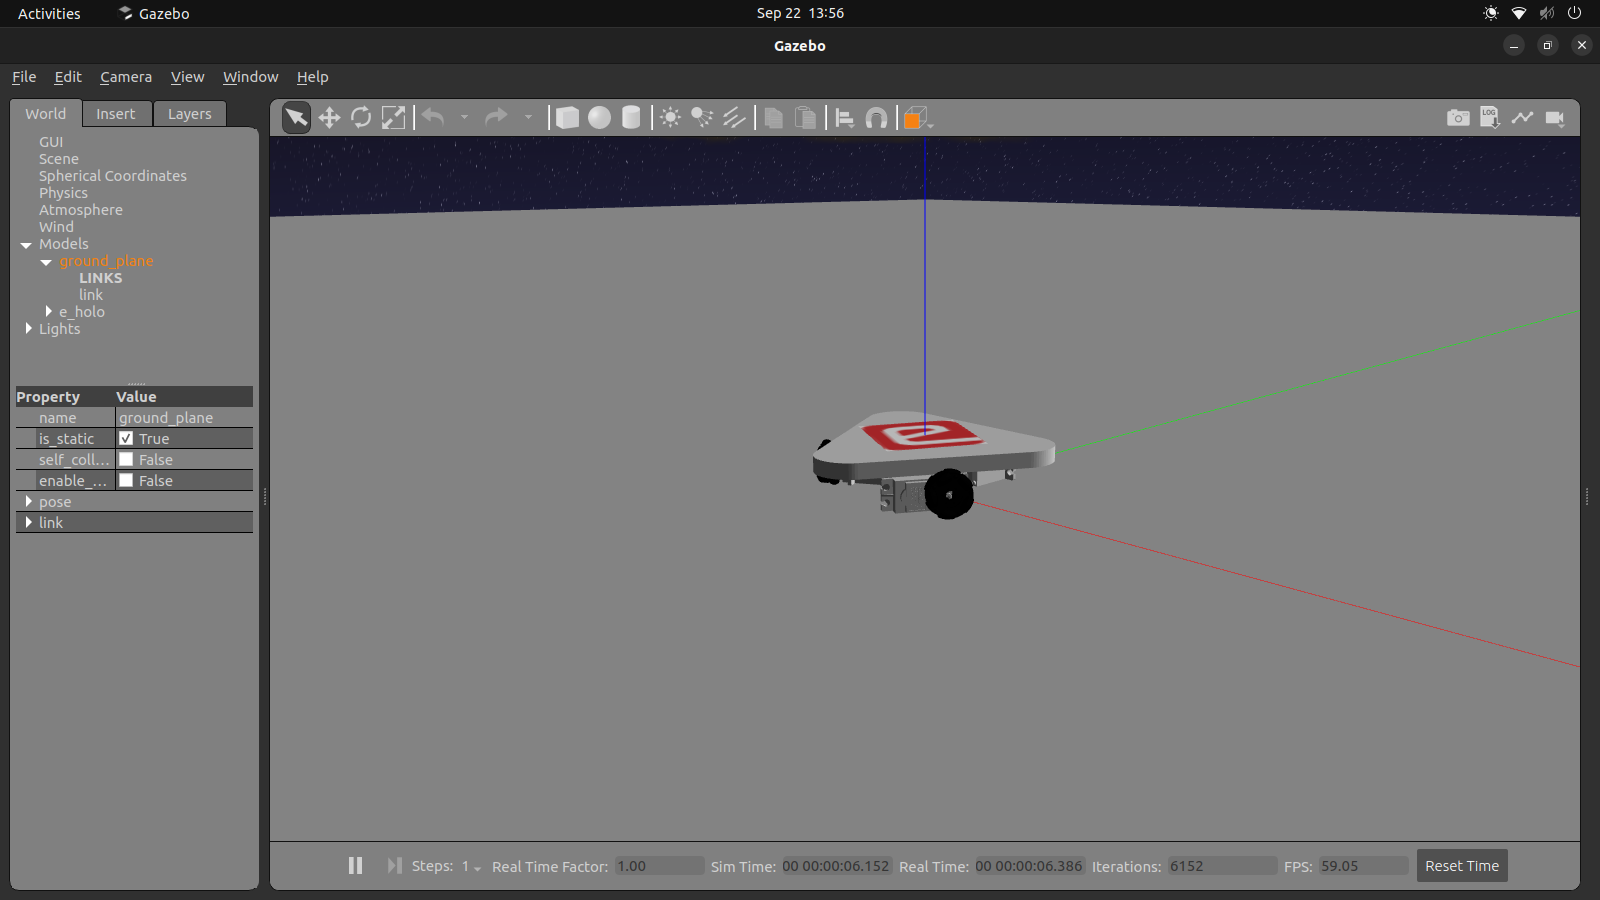 Activities Gazebo Sep 22 13:56
Gazebo
File Edit Camera View Window Help
World Insert Layers
LOG
GUI
Scene
Spherical Coordinates
Physics
Atmosphere
Wind
Models
ground_plane
LINKS
link
e_holo
Lights
Property Value
name ground_plane
is_static True
self_coll... False
enable_... False
pose
link
e
Steps: 1 Real Time Factor: 1.00 Sim Time: 00 00:00:06.152 Real Time: 00 00:00:06.386 Iterations: 6152 FPS: 59.05 Reset Time